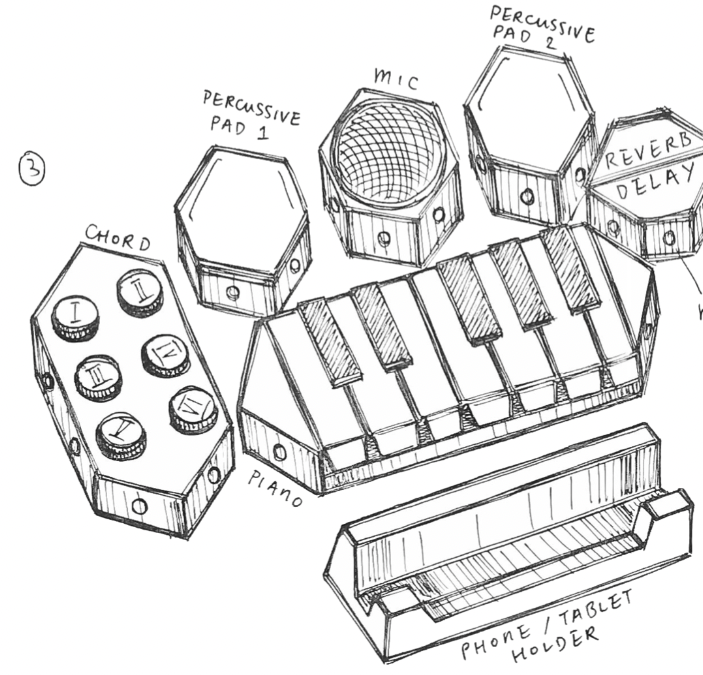 PERCUSSIVE
PAD 2
MIC
PERCUSSIVE
PAD 1
3
REVERB
DELAY
CHORD
I
II
III
IV
V
VI
PIANO
PHONE / TABLET
HOLDER